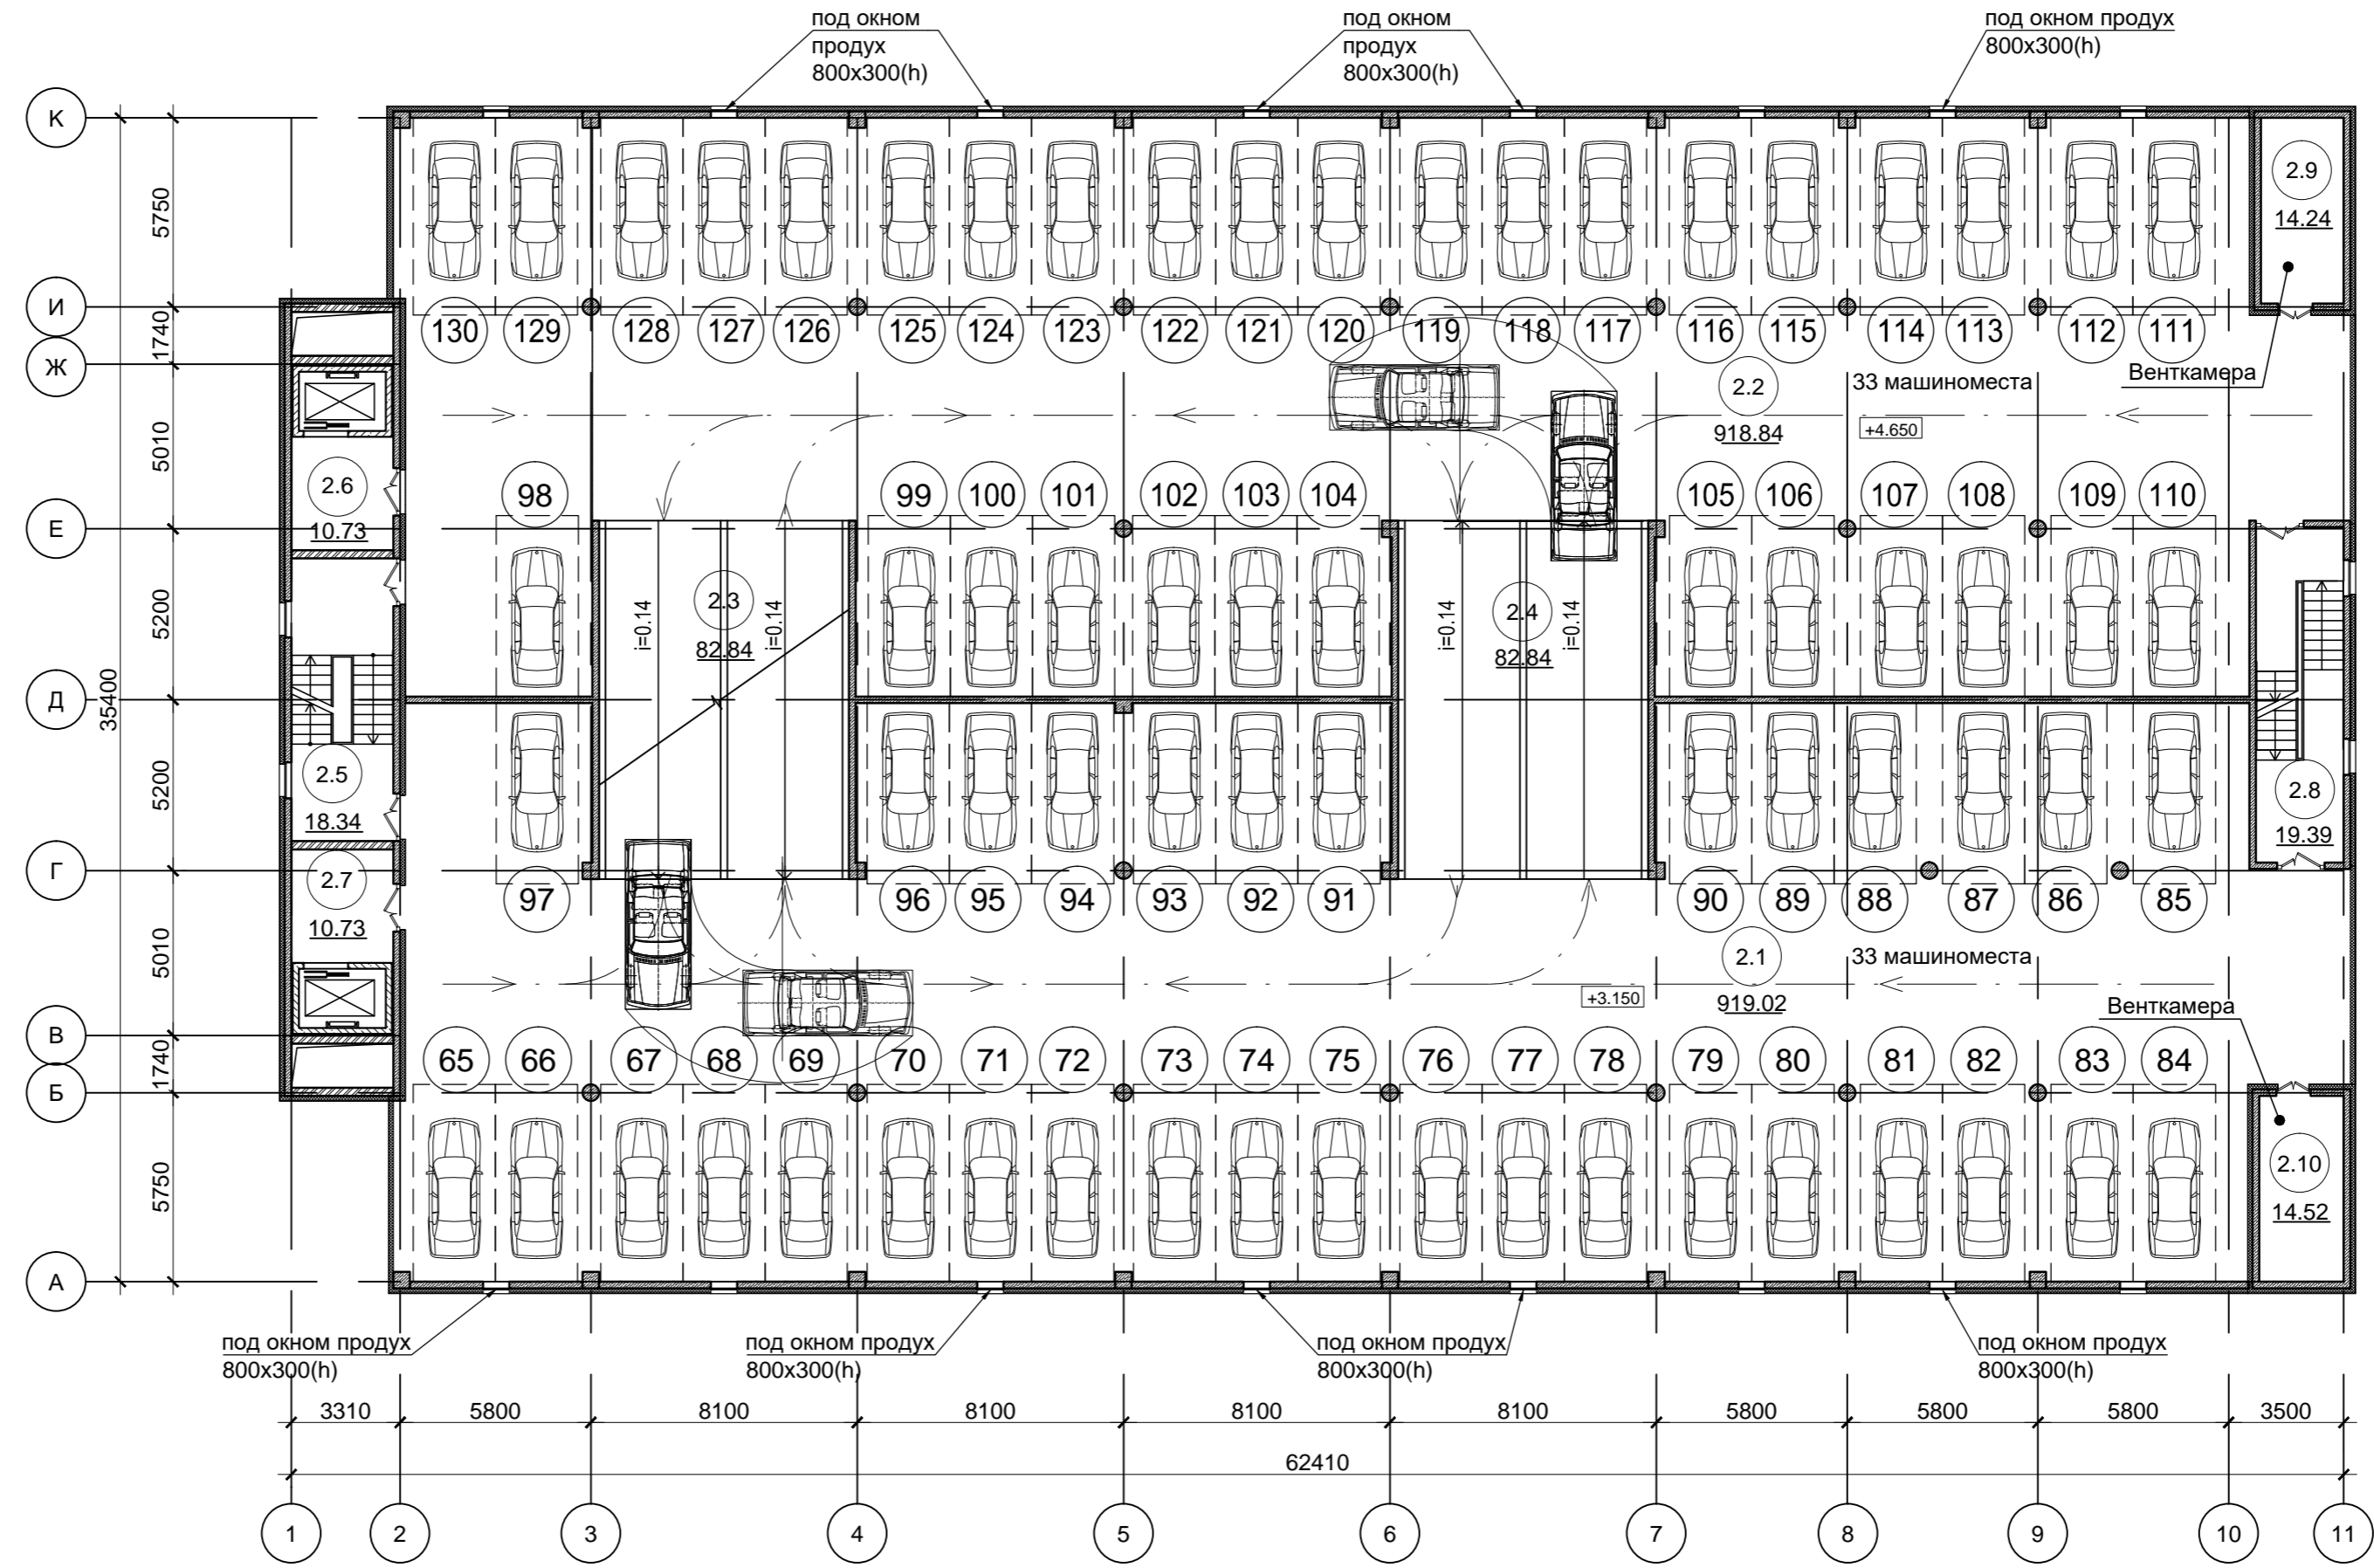 под окном
продух
800x300(h)
под окном
продух
800x300(h)
под окном продух
800x300(h)
К
И
Ж
Е
Д
Г
В
Б
А
5750
1740
5010
5200
5200
5010
1740
5750
35400
130 129 128 127 126 125 124 123 122 121 120 119 118 117 116 115 114 113 112 111
2.9
14.24
Венткамера
2.2
33 машиноместа
918.84
+4.650
2.6
10.73
98 99 100 101 102 103 104 105 106 107 108 109 110
2.3
82.84
i=0.14
i=0.14
2.4
82.84
i=0.14
i=0.14
2.5
18.34
2.8
19.39
2.7
10.73
97 96 95 94 93 92 91 90 89 88 87 86 85
2.1
33 машиноместа
919.02
+3.150
Венткамера
65 66 67 68 69 70 71 72 73 74 75 76 77 78 79 80 81 82 83 84
2.10
14.52
под окном продух
800x300(h)
под окном продух
800x300(h)
под окном продух
800x300(h)
под окном продух
800x300(h)
3310 5800 8100 8100 8100 8100 5800 5800 5800 3500
62410
1 2 3 4 5 6 7 8 9 10 11